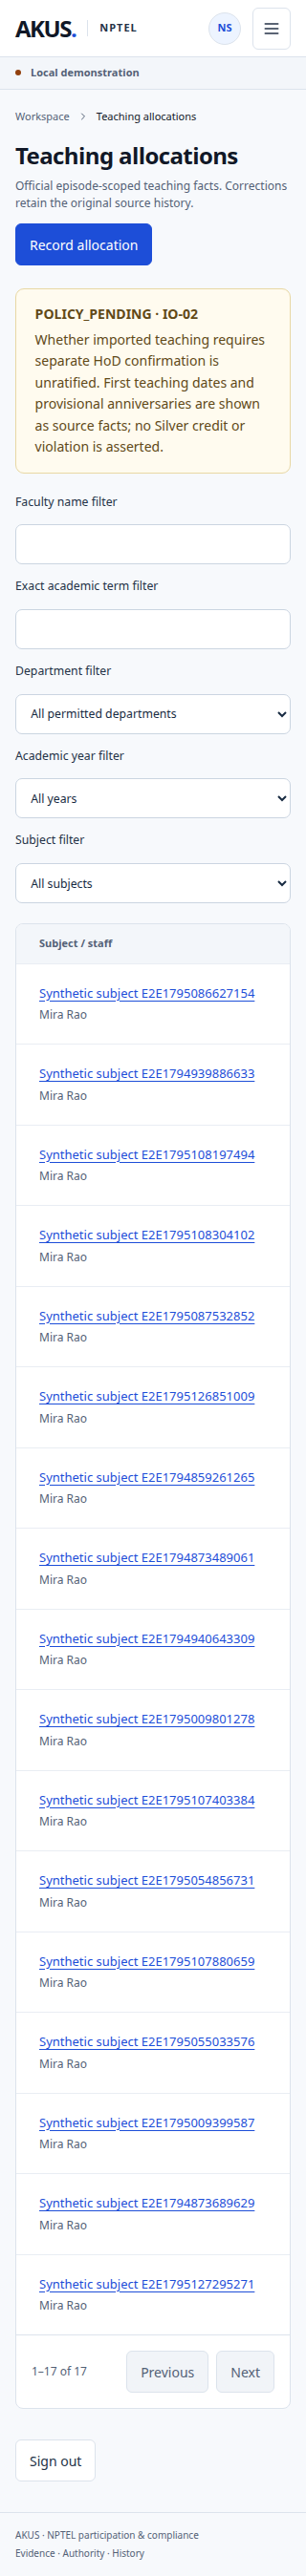 AKUS.
NPTEL
NS
Local demonstration
Workspace > Teaching allocations
Teaching allocations
Official episode-scoped teaching facts. Corrections
retain the original source history.
Record allocation
POLICY_PENDING · IO-02
Whether imported teaching requires
separate HoD confirmation is
unratified. First teaching dates and
provisional anniversaries are shown
as source facts; no Silver credit or
violation is asserted.
Faculty name filter
Exact academic term filter
Department filter
All permitted departments
Academic year filter
All years
Subject filter
All subjects
Subject / staff
Synthetic subject E2E1795086627154
Mira Rao
Synthetic subject E2E1794939886633
Mira Rao
Synthetic subject E2E1795108197494
Mira Rao
Synthetic subject E2E1795108304102
Mira Rao
Synthetic subject E2E1795087532852
Mira Rao
Synthetic subject E2E1795126851009
Mira Rao
Synthetic subject E2E1794859261265
Mira Rao
Synthetic subject E2E1794873489061
Mira Rao
Synthetic subject E2E1794940643309
Mira Rao
Synthetic subject E2E1795009801278
Mira Rao
Synthetic subject E2E1795107403384
Mira Rao
Synthetic subject E2E1795054856731
Mira Rao
Synthetic subject E2E1795107880659
Mira Rao
Synthetic subject E2E1795055033576
Mira Rao
Synthetic subject E2E1795009399587
Mira Rao
Synthetic subject E2E1794873689629
Mira Rao
Synthetic subject E2E1795127295271
Mira Rao
1–17 of 17
Previous
Next
Sign out
AKUS · NPTEL participation & compliance
Evidence · Authority · History